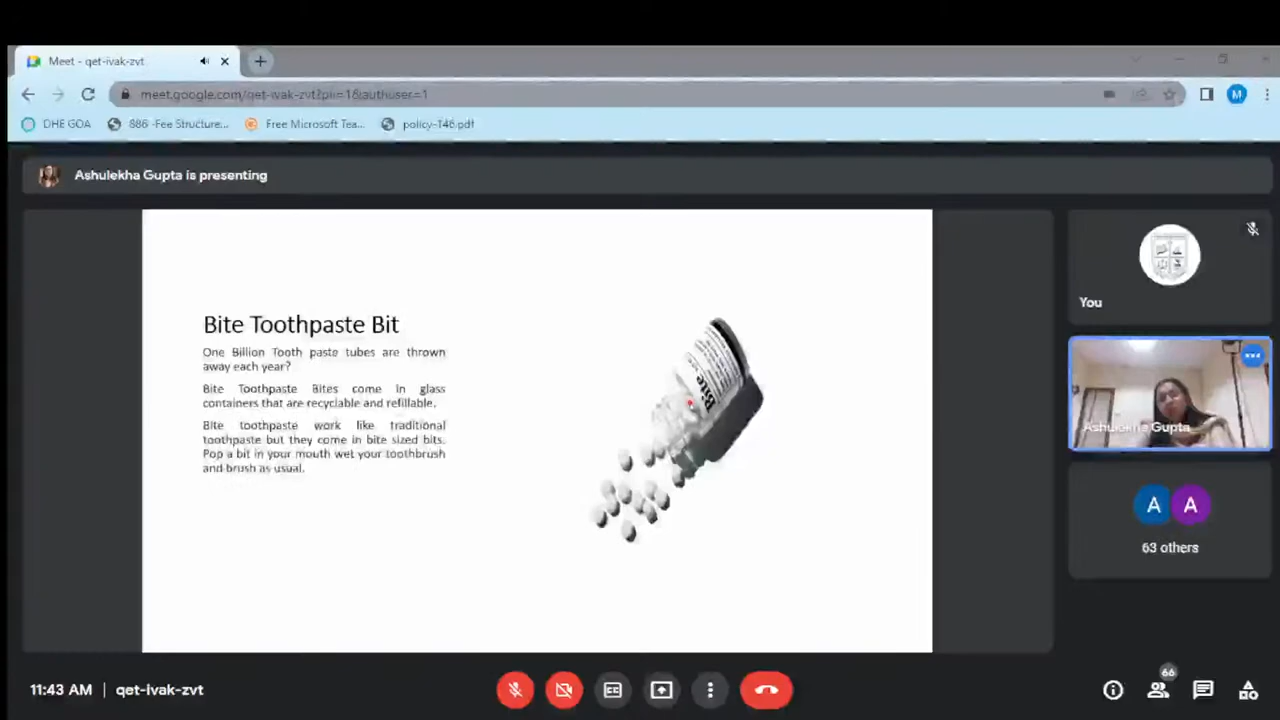 Meet - qet-ivak-zvt
meet.google.com/qet-ivak-zvt?pli=1&authuser=1
DHE GOA
886 -Fee Structure...
Free Microsoft Tea...
policy-T46.pdf
Ashulekha Gupta is presenting
Bite Toothpaste Bit
One Billion Tooth paste tubes are thrown
away each year?
Bite Toothpaste Bites come in glass
containers that are recyclable and refillable.
Bite toothpaste work like traditional
toothpaste but they come in bite sized bits.
Pop a bit in your mouth wet your toothbrush
and brush as usual.
Bite
You
Ashulekha Gupta
A
A
63 others
M
11:43 AM | qet-ivak-zvt
66